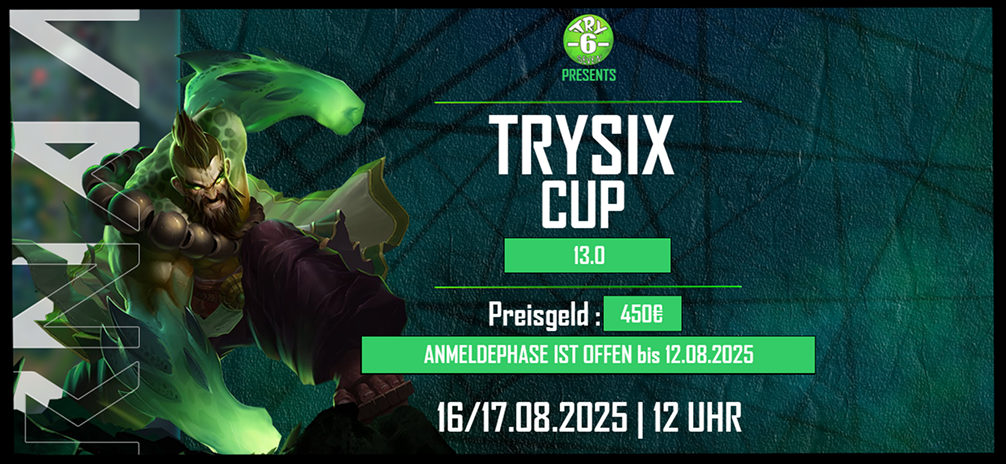 TRY
-6-
PRESENTS
TRYSIX
CUP
13.0
Preisgeld : 450€
ANMELDEPHASE IST OFFEN bis 12.08.2025
16/17.08.2025 | 12 UHR